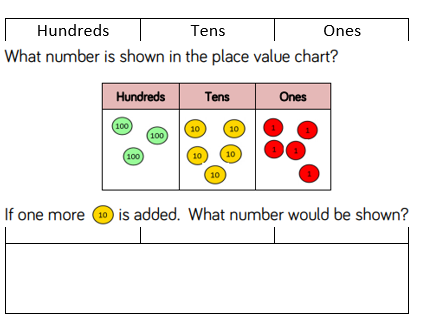 Hundreds Tens Ones
What number is shown in the place value chart?
Hundreds Tens Ones
100 10 10 1 1
100
100 10 10 1 1
10 1
If one more 10 is added. What number would be shown?